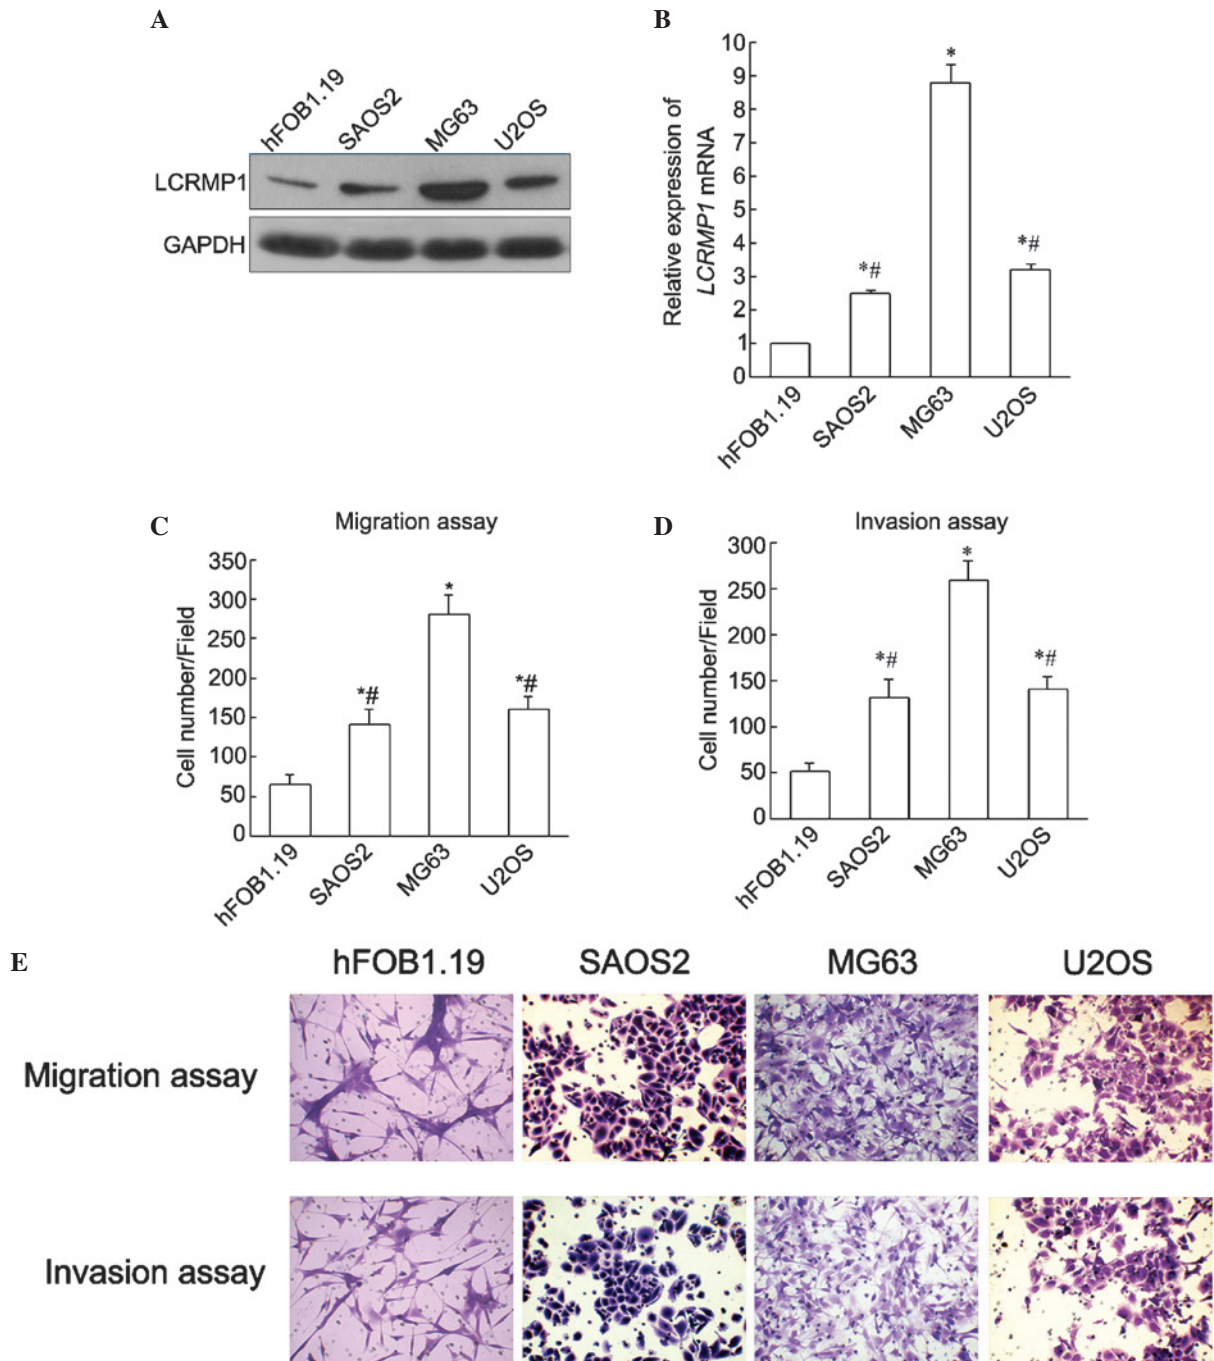 A
hFOB1.19 SAOS2 MG63 U2OS
LCRMP1
GAPDH
B
Relative expression of
LCRMP1 mRNA
10
9
8
7
6
5
4
3
2
1
0
*# * *#
hFOB1.19 SAOS2 MG63 U2OS
C
Migration assay
Cell number/Field
350
300
250
200
150
100
50
0
*# * *#
hFOB1.19 SAOS2 MG63 U2OS
D
Invasion assay
Cell number/Field
300
250
200
150
100
50
0
*# * *#
hFOB1.19 SAOS2 MG63 U2OS
E
hFOB1.19 SAOS2 MG63 U2OS
Migration assay
Invasion assay